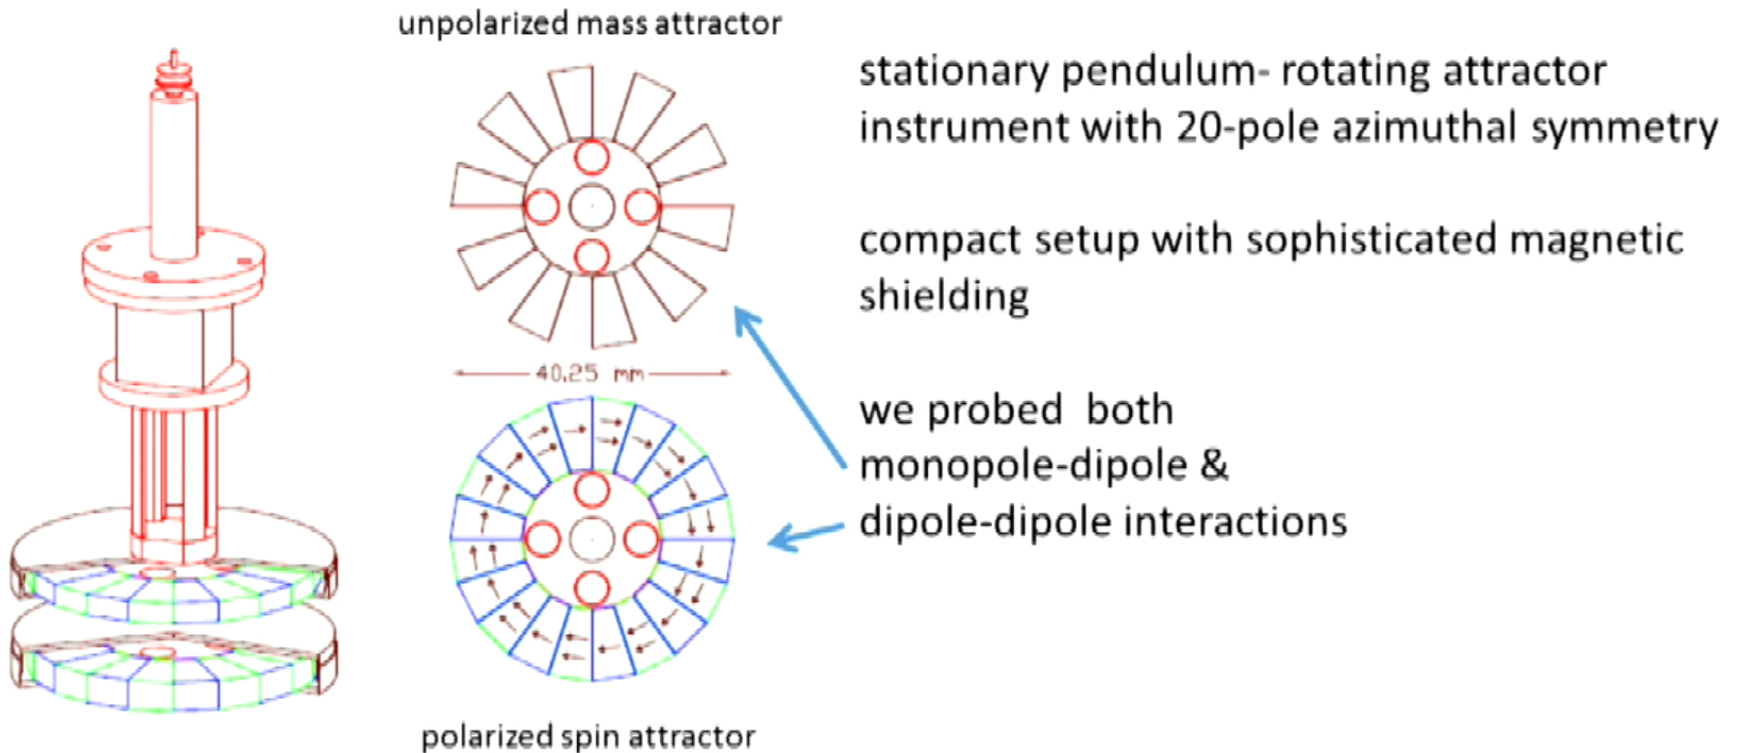 unpolarized mass attractor
stationary pendulum- rotating attractor
instrument with 20-pole azimuthal symmetry
compact setup with sophisticated magnetic
shielding
40.25 mm
we probed both
monopole-dipole &
dipole-dipole interactions
polarized spin attractor